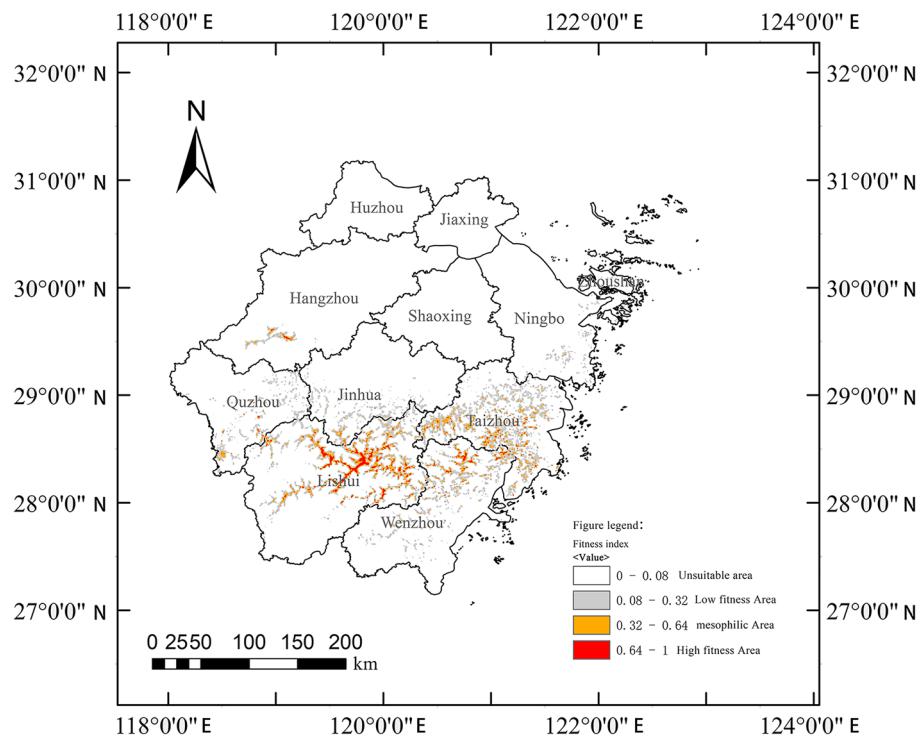 118°0'0" E 120°0'0" E 122°0'0" E 124°0'0" E
32°0'0" N 32°0'0" N
N
31°0'0" N 31°0'0" N
Huzhou
Jiaxing
30°0'0" N 30°0'0" N
Zhoushan
Hangzhou
Shaoxing
Ningbo
29°0'0" N 29°0'0" N
Quzhou
Jinhua
Taizhou
Lishui
28°0'0" N 28°0'0" N
Wenzhou
Figure legend:
Fitness index
<Value>
0 - 0.08 Unsuitable area
0.08 - 0.32 Low fitness Area
0.32 - 0.64 mesophilic Area
0.64 - 1 High fitness Area
27°0'0" N 27°0'0" N
0 25 50 100 150 200
km
118°0'0" E 120°0'0" E 122°0'0" E 124°0'0" E